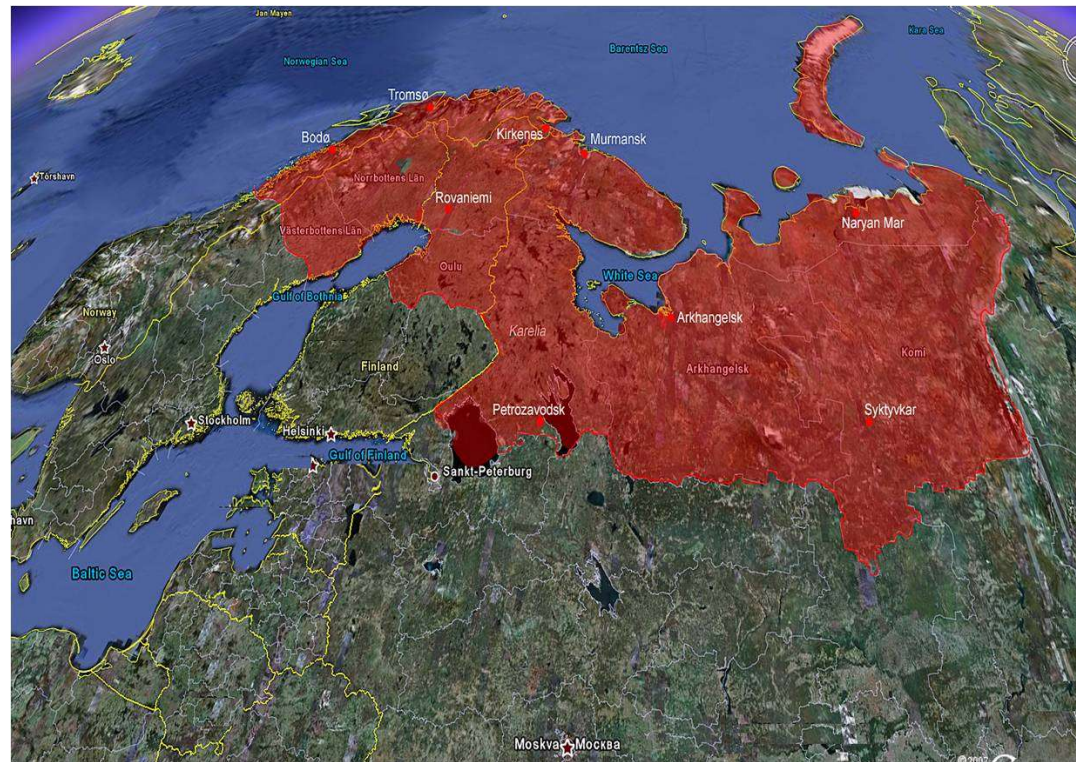 Jan Mayen
Kara Sea
Barentsz Sea
Norwegian Sea
Tromsø
Bodø
Kirkenes
Murmansk
Tórshavn
Norrbottens Län
Rovaniemi
Naryan Mar
Västerbottens Län
Oulu
White Sea
Gulf of Bothnia
Norway
Arkhangelsk
Karelia
Oslo
Komi
Finland
Arkhangelsk
Petrozavodsk
Syktyvkar
Stockholm
Helsinki
Gulf of Finland
Sankt-Peterburg
havn
Baltic Sea
Moskva Москва
©2007